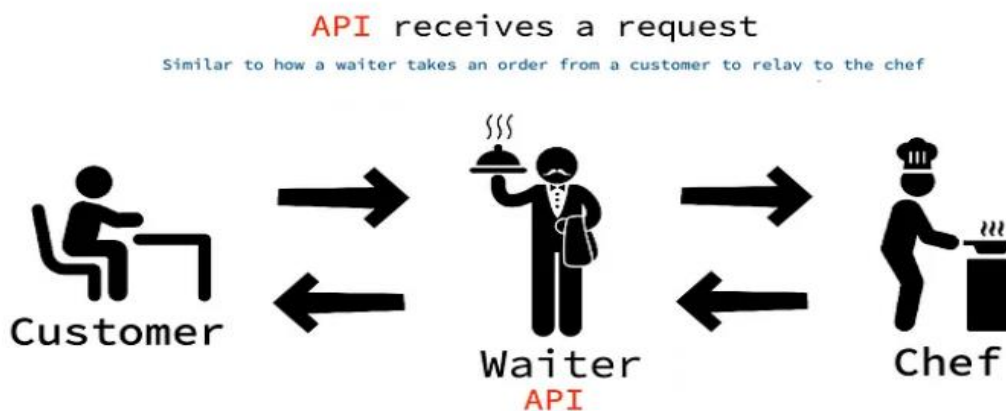 API receives a request
Similar to how a waiter takes an order from a customer to relay to the chef
Customer
Waiter
API
Chef